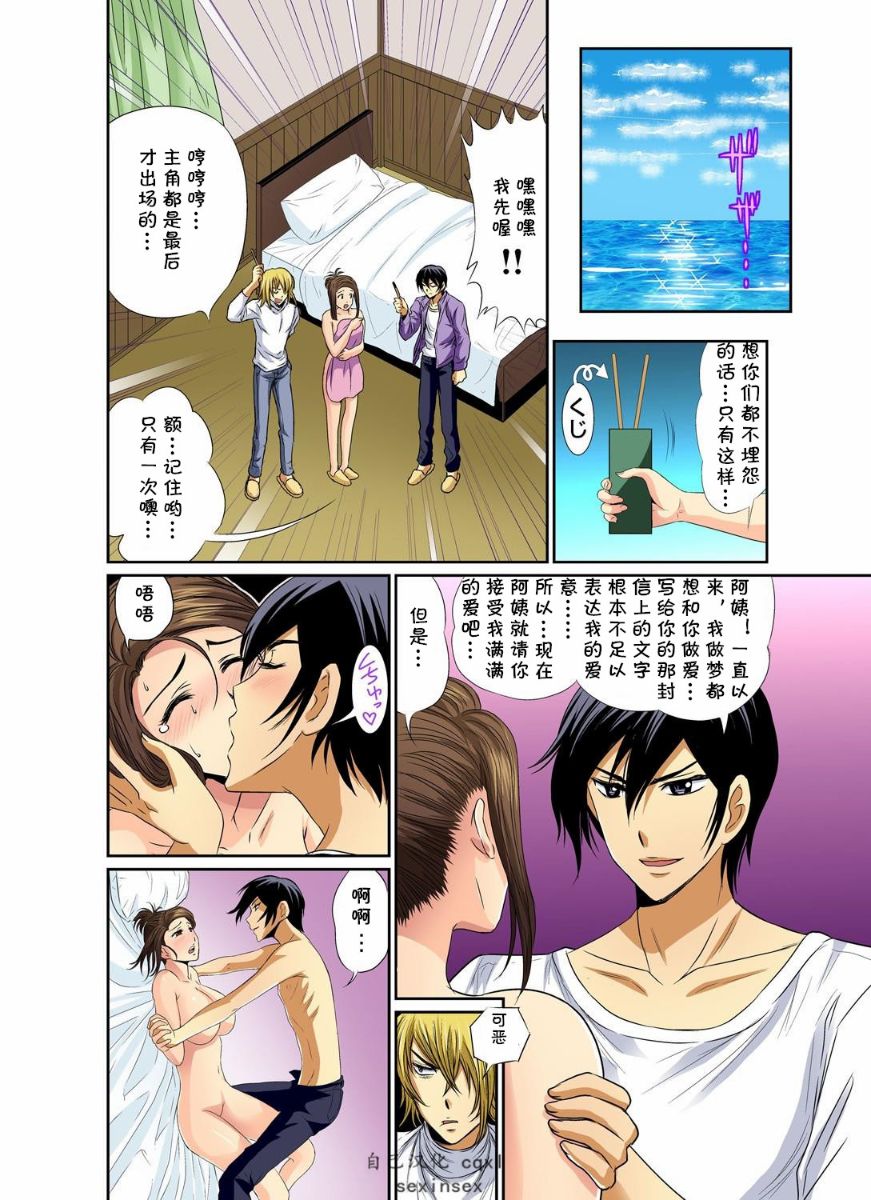 ザザ…
想你们都不埋怨
的话…只有这样…
くじ
嘿嘿嘿
我先喔
!!
哼哼哼…
主角都是最后
才出场的…
额…记住哟…
只有一次噢…
阿姨！一直以
来，我做梦都
想和你做爱…
写给你的那封
信上的文字
根本不足以
表达我的爱
意……
所以…现在
阿姨就请你
接受我满满
的爱吧…
但是…
唔
唔
くちゅっ♡
啊
啊…
可
恶
自己汉化 cqxl
sexinsex